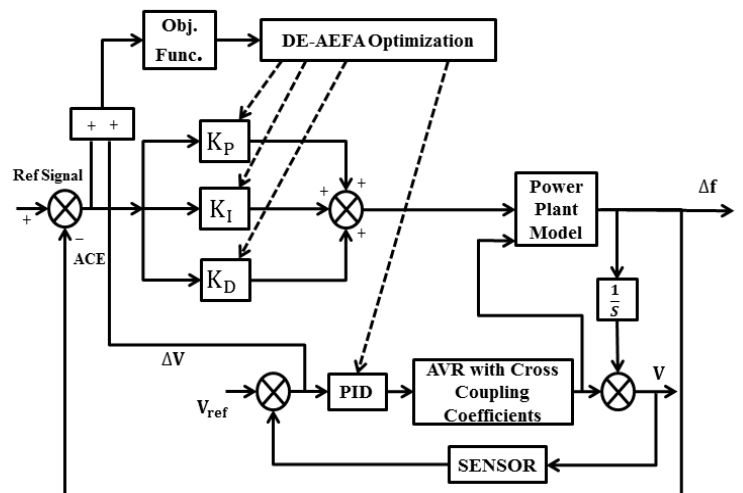 Obj.
Func.
DE-AEFA Optimization
+ +
K_P
Ref Signal
+
−
ACE
K_I
K_D
+
+
+
Power
Plant
Model
Δf
1
S
ΔV
V_ref
PID
AVR with Cross
Coupling
Coefficients
V
SENSOR